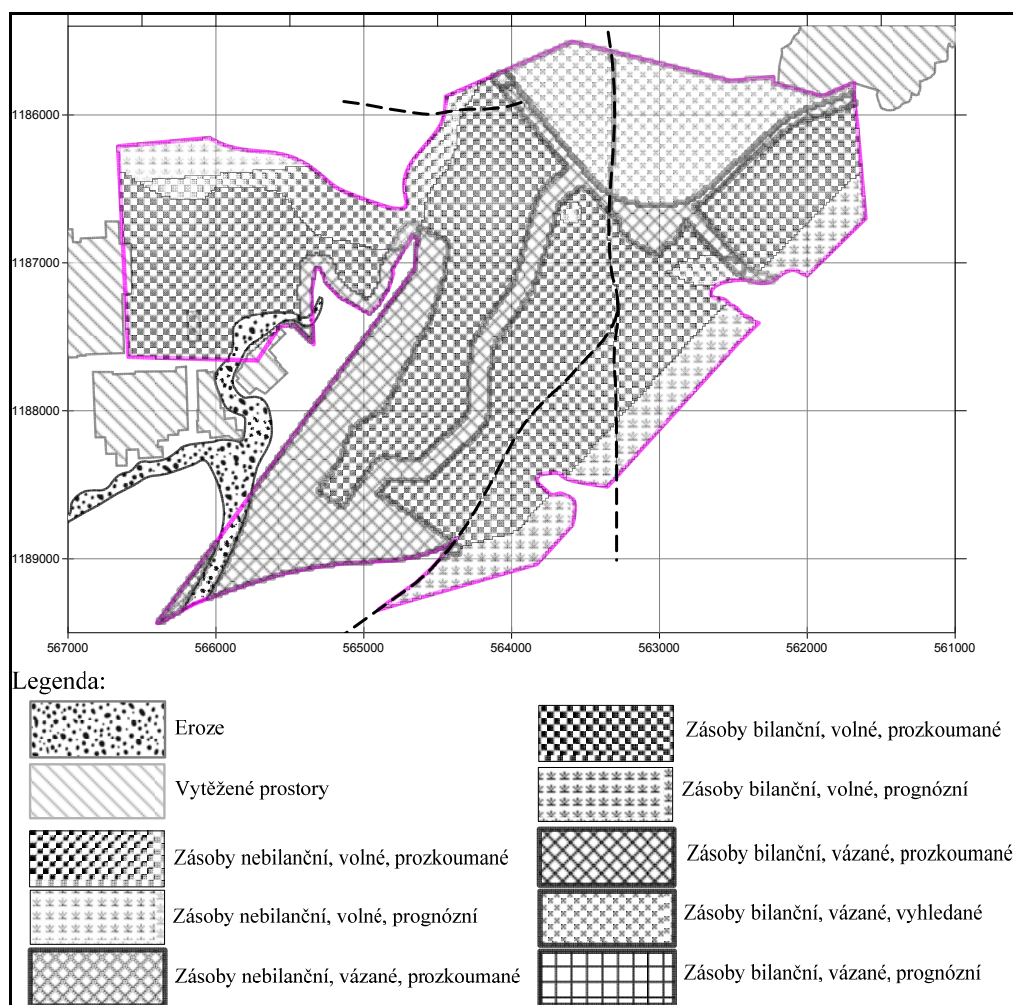 1186000
1187000
1188000
1189000
567000 566000 565000 564000 563000 562000 561000
Legenda:
Eroze
Vytěžené prostory
Zásoby nebilanční, volné, prozkoumané
Zásoby nebilanční, volné, prognózní
Zásoby nebilanční, vázané, prozkoumané
Zásoby bilanční, volné, prozkoumané
Zásoby bilanční, volné, prognózní
Zásoby bilanční, vázané, prozkoumané
Zásoby bilanční, vázané, vyhledané
Zásoby bilanční, vázané, prognózní